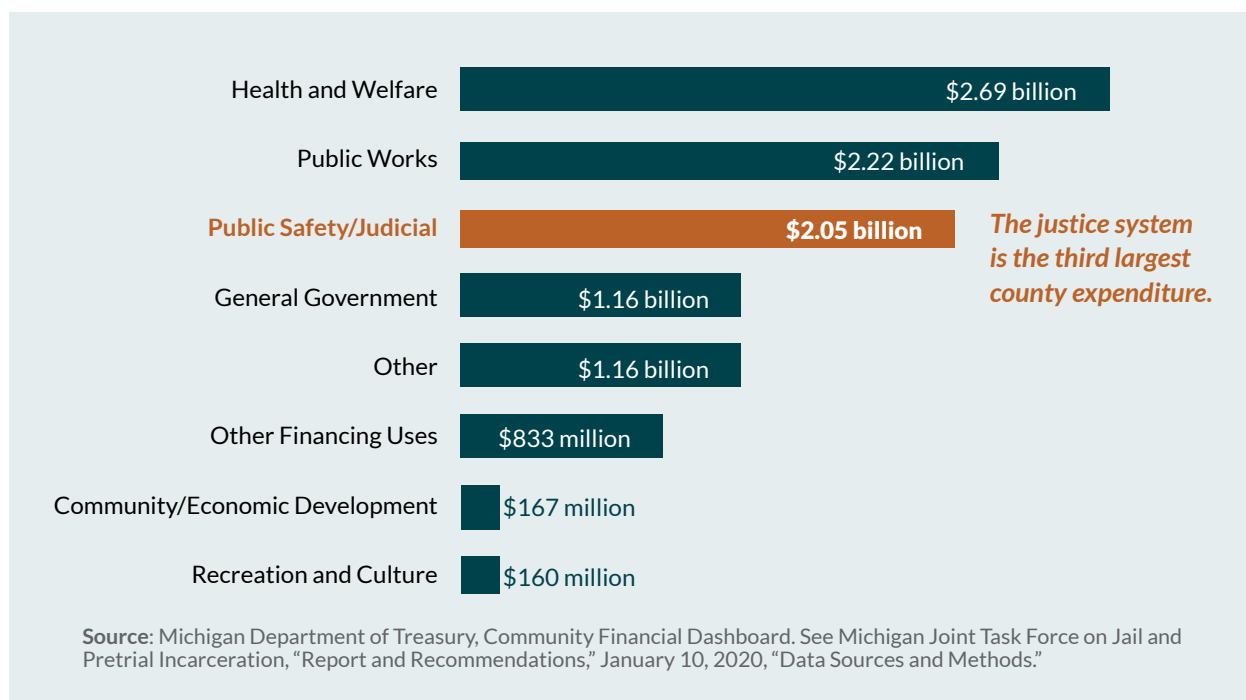 Health and Welfare
$2.69 billion
Public Works
$2.22 billion
Public Safety/Judicial
$2.05 billion
The justice system
is the third largest
county expenditure.
General Government
$1.16 billion
Other
$1.16 billion
Other Financing Uses
$833 million
Community/Economic Development
$167 million
Recreation and Culture
$160 million
Source: Michigan Department of Treasury, Community Financial Dashboard. See Michigan Joint Task Force on Jail and
Pretrial Incarceration, “Report and Recommendations,” January 10, 2020, “Data Sources and Methods.”